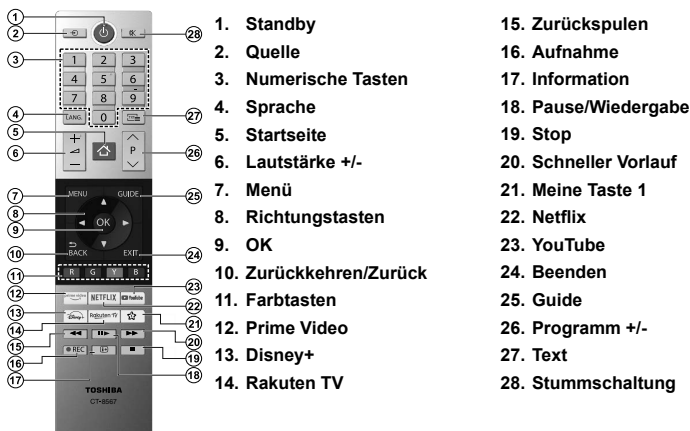 1
2
3
4
5
6
7
8
9
10
11
12
13
14
15
16
17
28
27
26
25
24
23
22
21
20
19
18
1 2 3
4 5 6
7 8 9
LANG. 0
P
MENU GUIDE
OK
BACK EXIT
R G Y B
prime video NETFLIX YouTube
Disney+ Rakuten TV
REC
TOSHIBA
CT-8567
1. Standby
2. Quelle
3. Numerische Tasten
4. Sprache
5. Startseite
6. Lautstärke +/-
7. Menü
8. Richtungstasten
9. OK
10. Zurückkehren/Zurück
11. Farbtasten
12. Prime Video
13. Disney+
14. Rakuten TV
15. Zurückspulen
16. Aufnahme
17. Information
18. Pause/Wiedergabe
19. Stop
20. Schneller Vorlauf
21. Meine Taste 1
22. Netflix
23. YouTube
24. Beenden
25. Guide
26. Programm +/-
27. Text
28. Stummschaltung